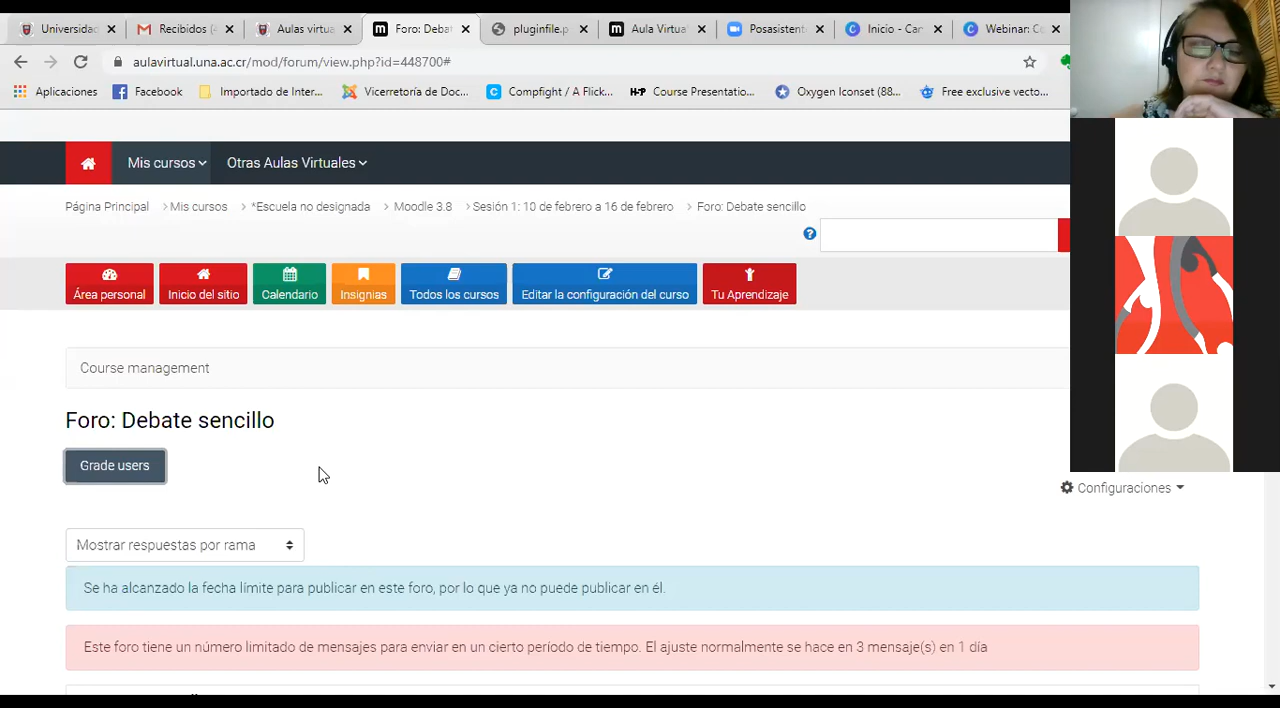 Universida
Recibidos (
Aulas virtu
Foro: Deba
pluginfile.p
Aula Virtua
Posasistent
Inicio - Can
Webinar: C
aulavirtual.una.ac.cr/mod/forum/view.php?id=448700#
Aplicaciones
Facebook
Importado de Inter...
Vicerretoría de Doc...
Compfight / A Flick...
Course Presentatio...
Oxygen Iconset (88...
Free exclusive vecto...
Mis cursos
Otras Aulas Virtuales
Página Principal > Mis cursos > *Escuela no designada > Moodle 3.8 > Sesión 1: 10 de febrero a 16 de febrero > Foro: Debate sencillo
Área personal
Inicio del sitio
Calendario
Insignias
Todos los cursos
Editar la configuración del curso
Tu Aprendizaje
Course management
Foro: Debate sencillo
Grade users
Configuraciones
Mostrar respuestas por rama
Se ha alcanzado la fecha límite para publicar en este foro, por lo que ya no puede publicar en él.
Este foro tiene un número limitado de mensajes para enviar en un cierto período de tiempo. El ajuste normalmente se hace en 3 mensaje(s) en 1 día